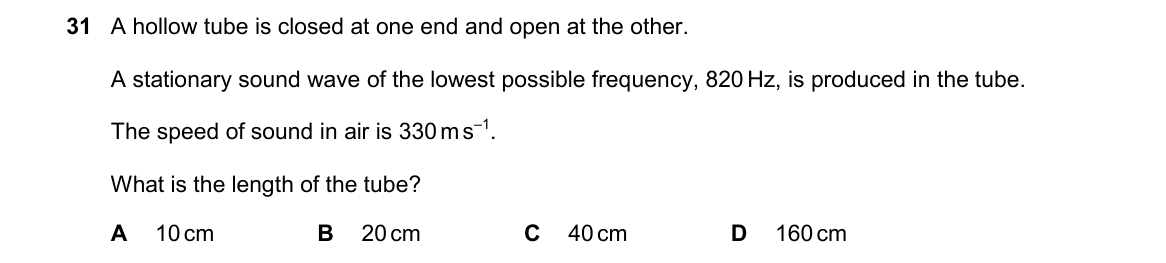 31 A hollow tube is closed at one end and open at the other.
A stationary sound wave of the lowest possible frequency, 820 Hz, is produced in the tube.
The speed of sound in air is 330 m s⁻¹.
What is the length of the tube?
A 10 cm B 20 cm C 40 cm D 160 cm